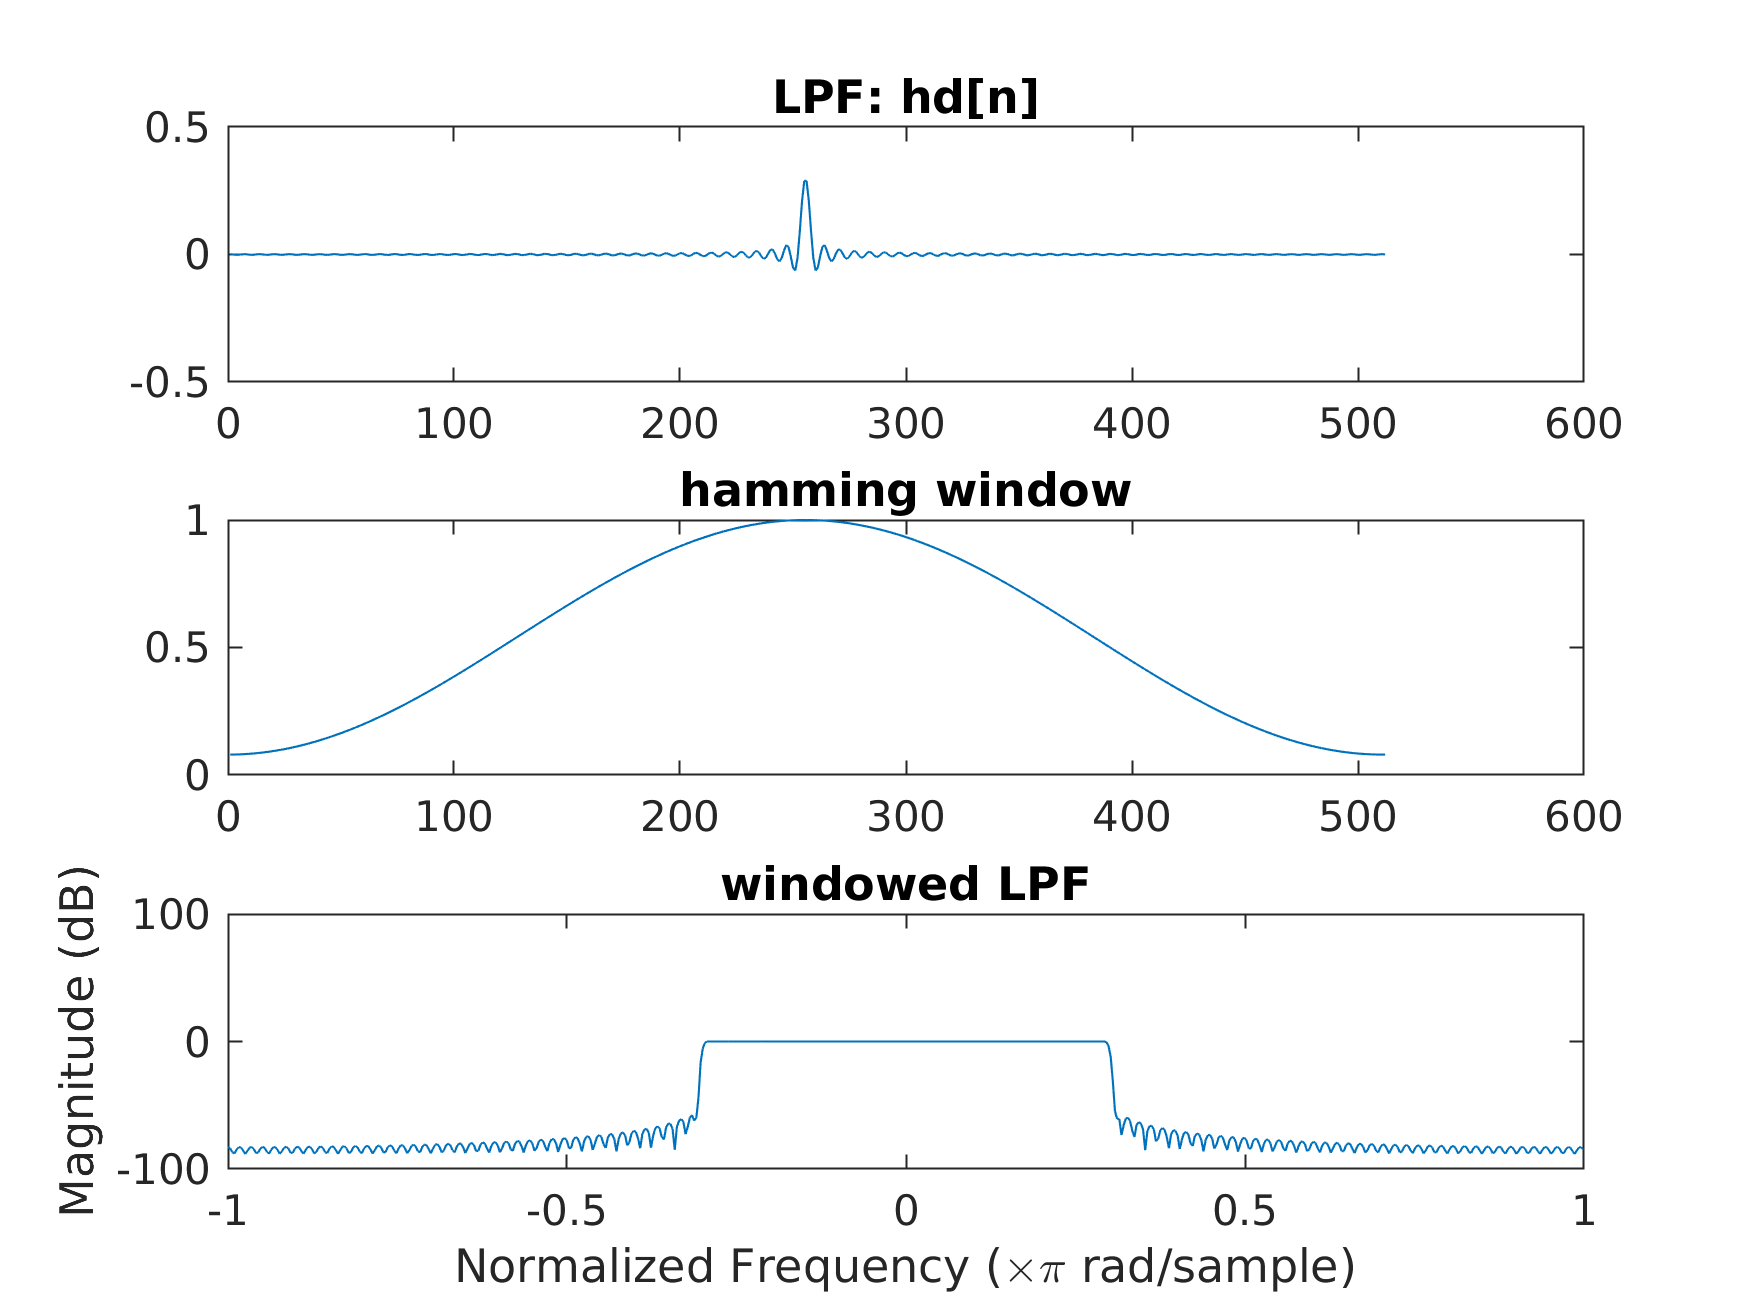 LPF: hd[n]
0.5
0
-0.5
0 100 200 300 400 500 600
hamming window
1
0.5
0
0 100 200 300 400 500 600
windowed LPF
Magnitude (dB)
100
0
-100
-1 -0.5 0 0.5 1
Normalized Frequency (×π rad/sample)